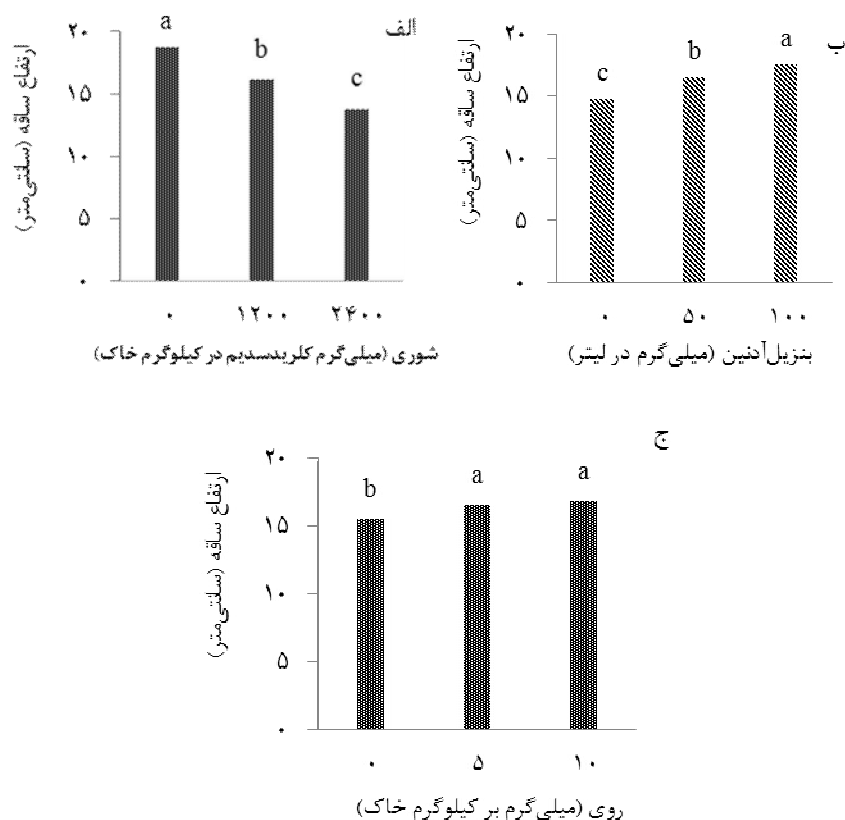 الف
ارتفاع ساقه (سانتی‌متر)
۲۰
۱۵
۱۰
۵
۰
a
b
c
۰ ۱۲۰۰ ۲۴۰۰
شوری (میلی‌گرم کلریدسدیم در کیلوگرم خاک)
ب
ارتفاع ساقه (سانتی‌متر)
۲۰
۱۵
۱۰
۵
۰
c
b
a
۰ ۵۰ ۱۰۰
بنزیل‌آدنین (میلی‌گرم در لیتر)
ج
ارتفاع ساقه (سانتی‌متر)
۲۰
۱۵
۱۰
۵
۰
b
a
a
۰ ۵ ۱۰
روی (میلی‌گرم بر کیلوگرم خاک)